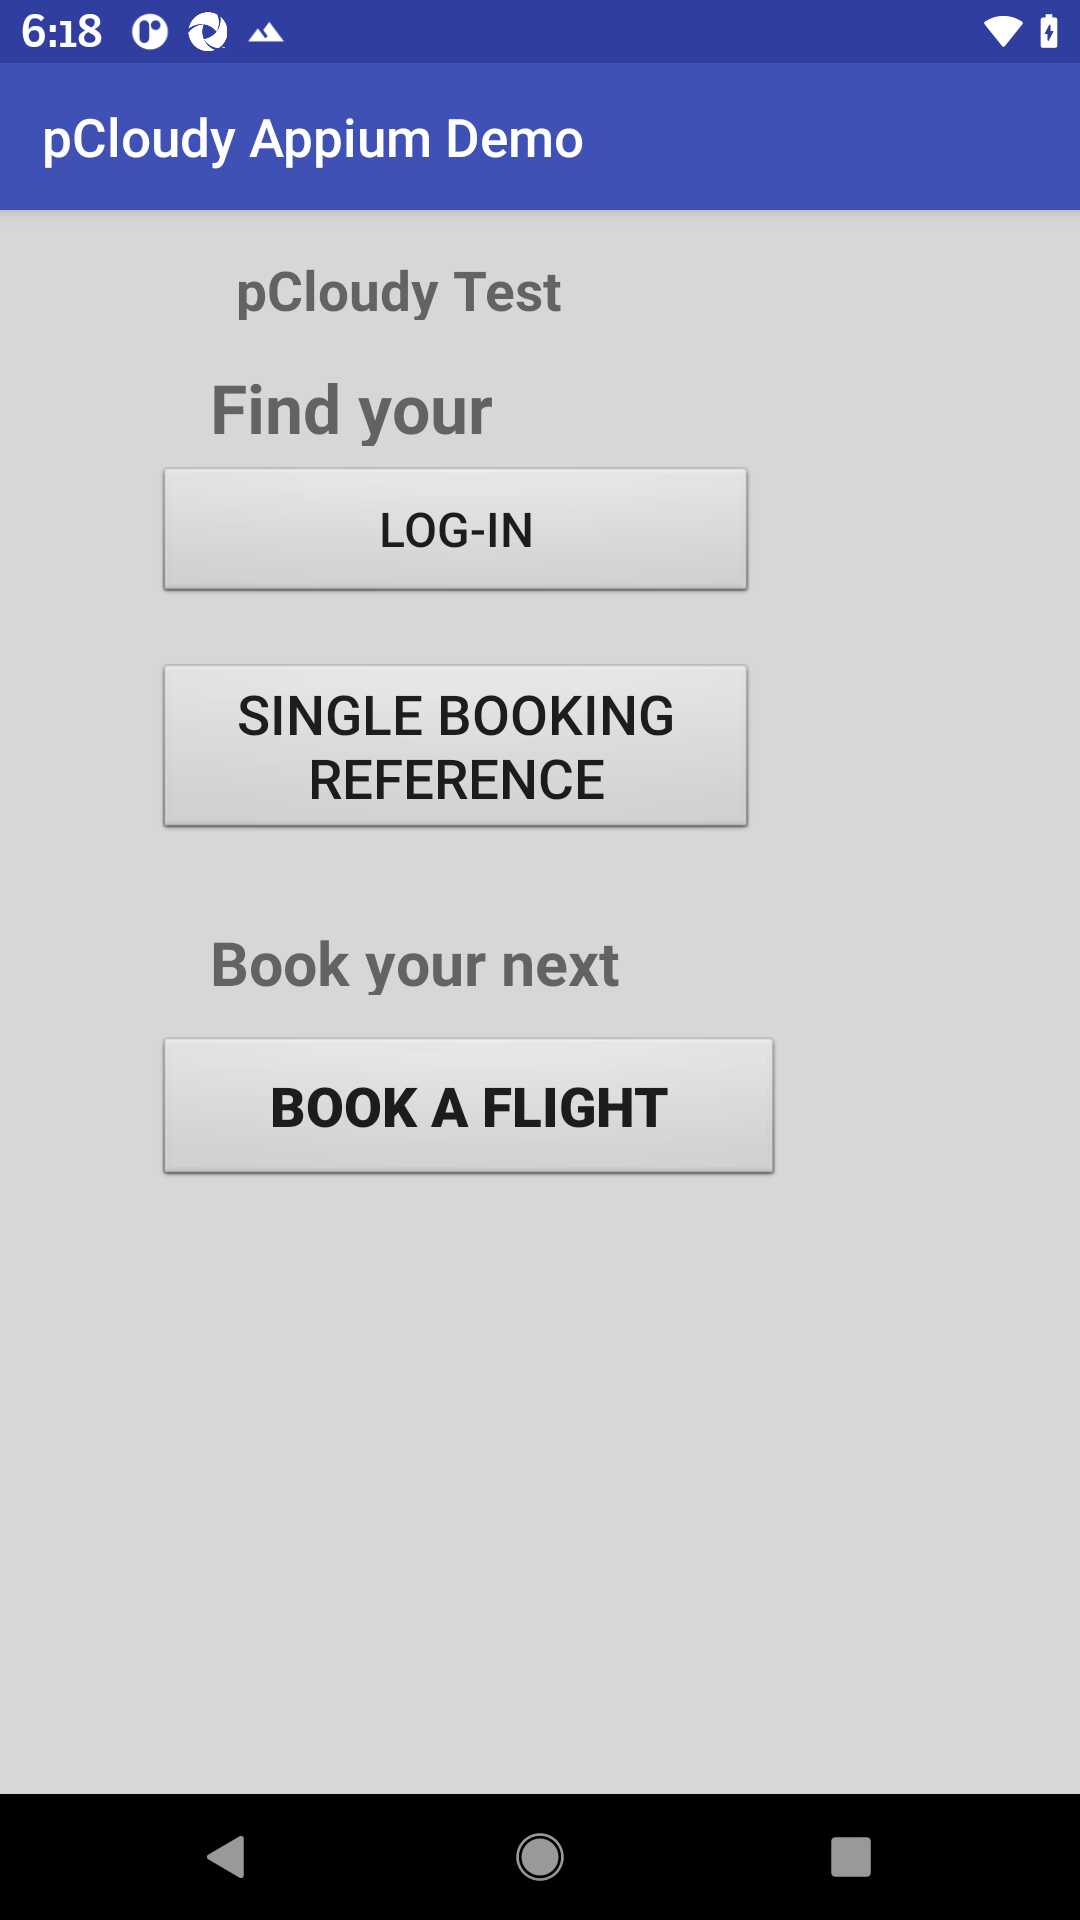 6:18
pCloudy Appium Demo
pCloudy Test
Find your
LOG-IN
SINGLE BOOKING
REFERENCE
Book your next
BOOK A FLIGHT